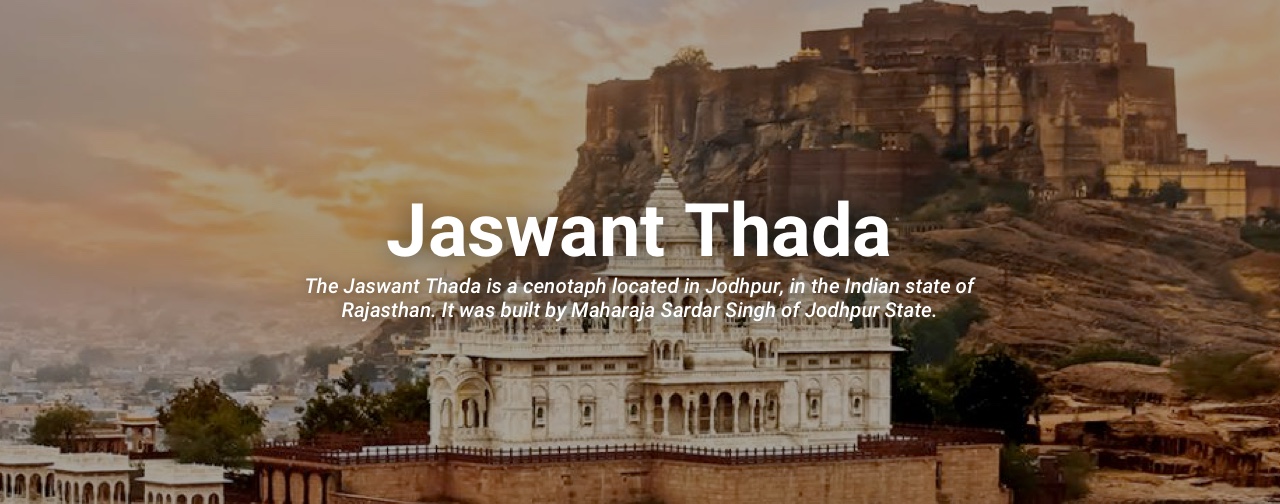 Jaswant Thada
The Jaswant Thada is a cenotaph located in Jodhpur, in the Indian state of
Rajasthan. It was built by Maharaja Sardar Singh of Jodhpur State.